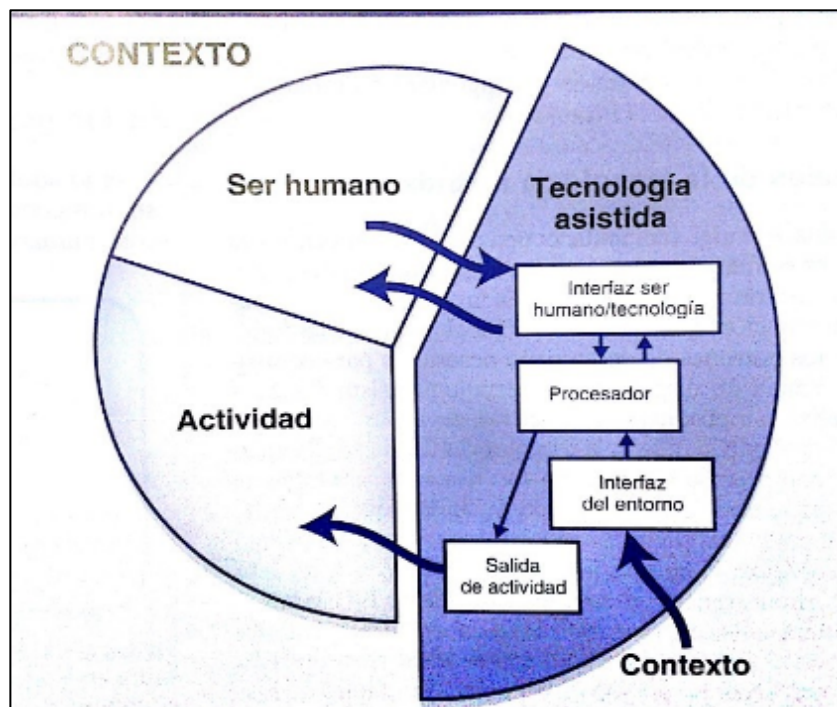 CONTEXTO
Ser humano
Tecnología
asistida
Interfaz ser
humano/tecnología
Procesador
Actividad
Interfaz
del entorno
Salida
de actividad
Contexto